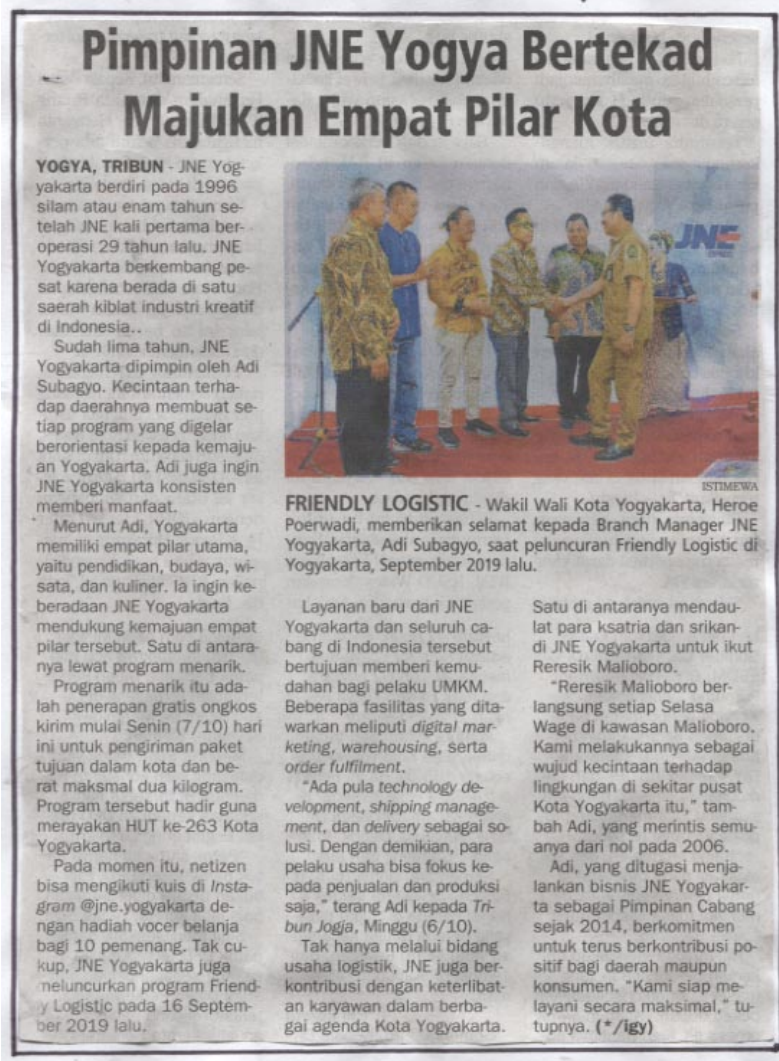 Pimpinan JNE Yogya Bertekad
Majukan Empat Pilar Kota
YOGYA, TRIBUN - JNE Yog-
yakarta berdiri pada 1996
silam atau enam tahun se-
telah JNE kali pertama ber-
operasi 29 tahun lalu. JNE
Yogyakarta berkembang pe-
sat karena berada di satu
saerah kiblat industri kreatif
di Indonesia..
Sudah lima tahun, JNE
Yogyakarta dipimpin oleh Adi
Subagyo. Kecintaan terha-
dap daerahnya membuat se-
tiap program yang digelar
berorientasi kepada kemaju-
an Yogyakarta. Adi juga ingin
JNE Yogyakarta konsisten
memberi manfaat.
Menurut Adi, Yogyakarta
memiliki empat pilar utama,
yaitu pendidikan, budaya, wi-
sata, dan kuliner. Ia ingin ke-
beradaan JNE Yogyakarta
mendukung kemajuan empat
pilar tersebut. Satu di antara-
nya lewat program menarik.
Program menarik itu ada-
lah penerapan gratis ongkos
kirim mulai Senin (7/10) hari
ini untuk pengiriman paket
tujuan dalam kota dan be-
rat maksmal dua kilogram.
Program tersebut hadir guna
merayakan HUT ke-263 Kota
Yogyakarta.
Pada momen itu, netizen
bisa mengikuti kuis di Insta-
gram @jne.yogyakarta de-
ngan hadiah vocer belanja
bagi 10 pemenang. Tak cu-
kup, JNE Yogyakarta juga
meluncurkan program Friend-
ly Logistic pada 16 Septem-
ber 2019 lalu.
JNE
EXPRESS
ISTIMEWA
FRIENDLY LOGISTIC - Wakil Wali Kota Yogyakarta, Heroe
Poerwadi, memberikan selamat kepada Branch Manager JNE
Yogyakarta, Adi Subagyo, saat peluncuran Friendly Logistic di
Yogyakarta, September 2019 lalu.
Layanan baru dari JNE
Yogyakarta dan seluruh ca-
bang di Indonesia tersebut
bertujuan memberi kemu-
dahan bagi pelaku UMKM.
Beberapa fasilitas yang dita-
warkan meliputi digital mar-
keting, warehousing, serta
order fulfilment.
"Ada pula technology de-
velopment, shipping manage-
ment, dan delivery sebagai so-
lusi. Dengan demikian, para
pelaku usaha bisa fokus ke-
pada penjualan dan produksi
saja," terang Adi kepada Tri-
bun Jogja, Minggu (6/10).
Tak hanya melalui bidang
usaha logistik, JNE juga ber-
kontribusi dengan keterlibat-
an karyawan dalam berba-
gai agenda Kota Yogyakarta.
Satu di antaranya mendau-
lat para ksatria dan srikan-
di JNE Yogyakarta untuk ikut
Reresik Malioboro.
"Reresik Malioboro ber-
langsung setiap Selasa
Wage di kawasan Malioboro.
Kami melakukannya sebagai
wujud kecintaan terhadap
lingkungan di sekitar pusat
Kota Yogyakarta itu," tam-
bah Adi, yang merintis semu-
anya dari nol pada 2006.
Adi, yang ditugasi menja-
lankan bisnis JNE Yogyakar-
ta sebagai Pimpinan Cabang
sejak 2014, berkomitmen
untuk terus berkontribusi po-
sitif bagi daerah maupun
konsumen. "Kami siap me-
layani secara maksimal," tu-
tupnya. (*/igy)